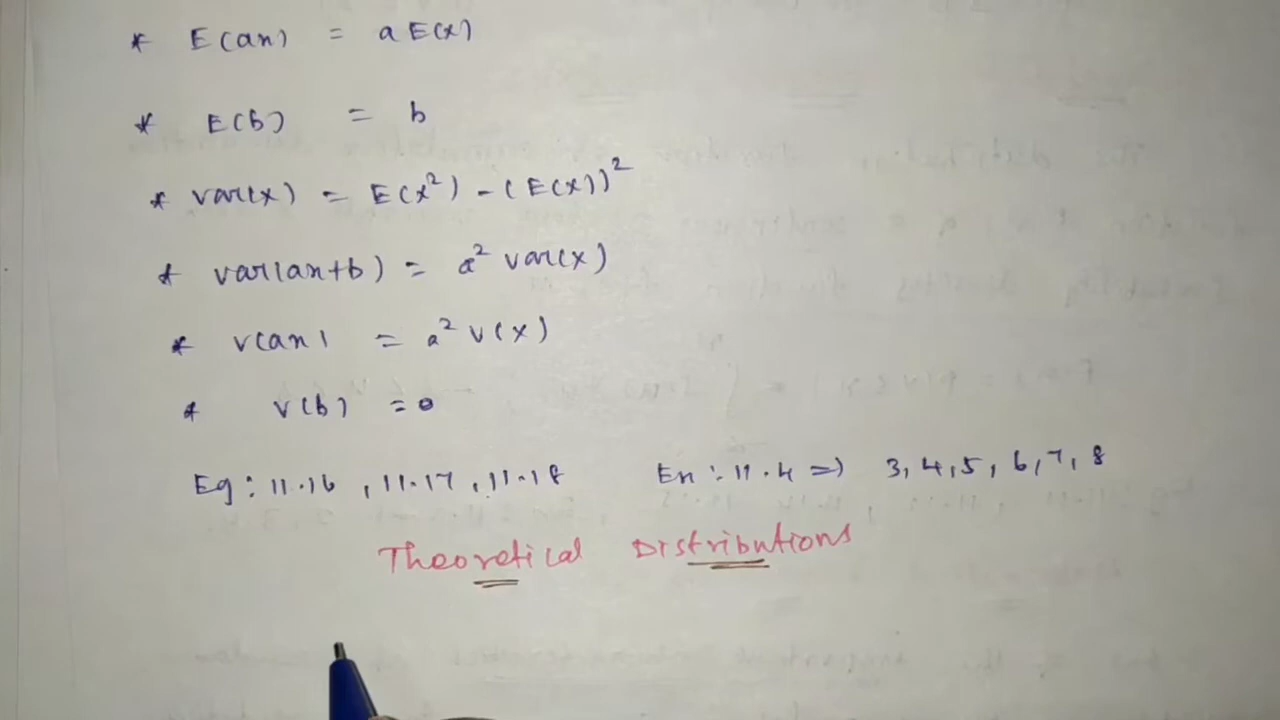 * E(ax) = a E(x)
* E(b) = b
* var(x) = E(x²) - (E(x))²
* var(ax+b) = a² var(x)
* v(ax) = a² v(x)
* v(b) = 0
Eg: 11.16, 11.17, 11.18 Ex: 11.4 => 3, 4, 5, 6, 7, 8
Theoretical Distributions